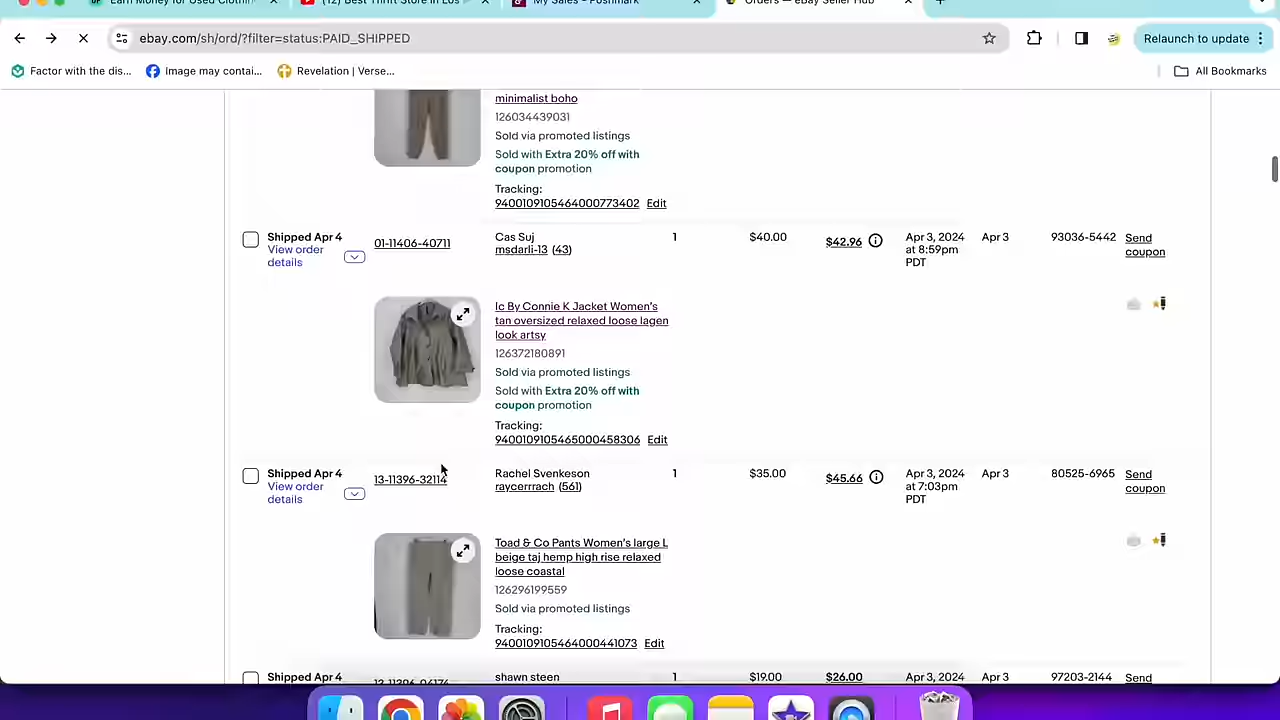 Earn Money for Used Clothin
(12) Best Thrift Store in Los
My Sales - Poshmark
Orders — eBay Seller Hub
ebay.com/sh/ord/?filter=status:PAID_SHIPPED
Relaunch to update
Factor with the dis...
Image may contai...
Revelation | Verse...
All Bookmarks
minimalist boho
126034439031
Sold via promoted listings
Sold with Extra 20% off with
coupon promotion
Tracking:
9400109105464000773402 Edit
Shipped Apr 4
View order
details
01-11406-40711
Cas Suj
msdarli-13 (43)
1
$40.00
$42.96
Apr 3, 2024
at 8:59pm
PDT
Apr 3
93036-5442
Send
coupon
Ic By Connie K Jacket Women's
tan oversized relaxed loose lagen
look artsy
126372180891
Sold via promoted listings
Sold with Extra 20% off with
coupon promotion
Tracking:
9400109105465000458306 Edit
Shipped Apr 4
View order
details
13-11396-32114
Rachel Svenkeson
raycerrrach (561)
1
$35.00
$45.66
Apr 3, 2024
at 7:03pm
PDT
Apr 3
80525-6965
Send
coupon
Toad & Co Pants Women's large L
beige taj hemp high rise relaxed
loose coastal
126296199559
Sold via promoted listings
Tracking:
9400109105464000441073 Edit
Shipped Apr 4
13-11396-04174
shawn steen
1
$19.00
$26.00
Apr 3, 2024
Apr 3
97203-2144
Send